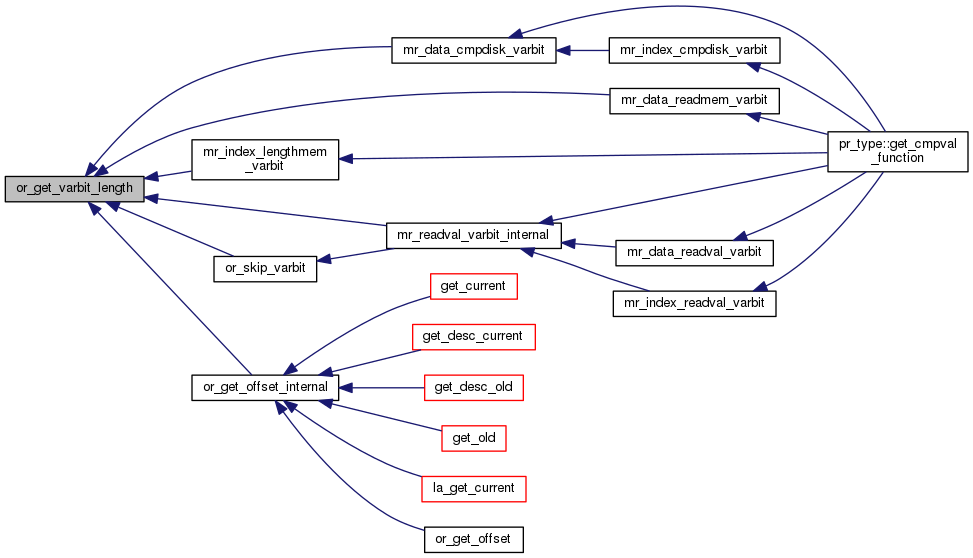 mr_data_cmpdisk_varbit
mr_index_cmpdisk_varbit
mr_data_readmem_varbit
pr_type::get_cmpval
_function
mr_index_lengthmem
_varbit
or_get_varbit_length
mr_readval_varbit_internal
mr_data_readval_varbit
or_skip_varbit
mr_index_readval_varbit
get_current
get_desc_current
or_get_offset_internal
get_desc_old
get_old
la_get_current
or_get_offset